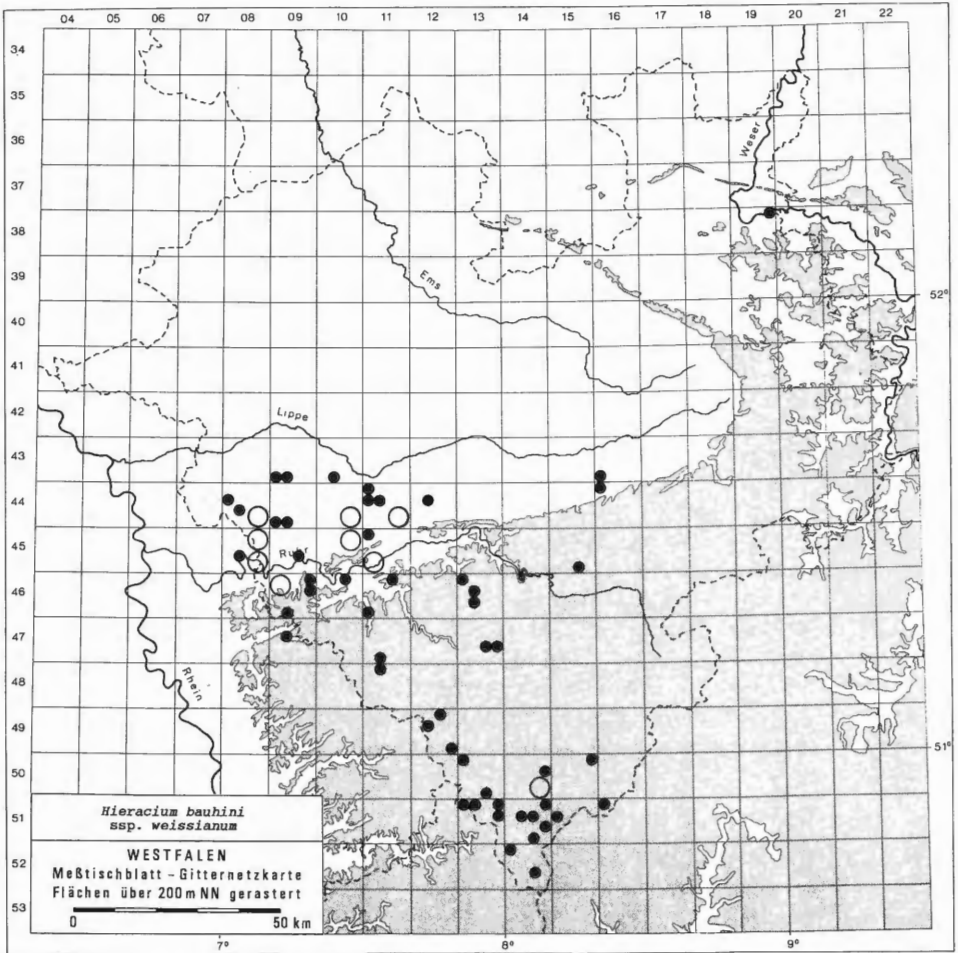 04 05 06 07 08 09 10 11 12 13 14 15 16 17 18 19 20 21 22
34
35
36
37
38
39
40
41
42
43
44
45
46
47
48
49
50
51
52
53
Weser
Ems
52°
Lippe
Ruhr
Rhein
51°
Hieracium bauhini
ssp. weissianum
WESTFALEN
Meßtischblatt – Gitternetzkarte
Flächen über 200 m NN gerastert
0 50 km
7° 8° 9°